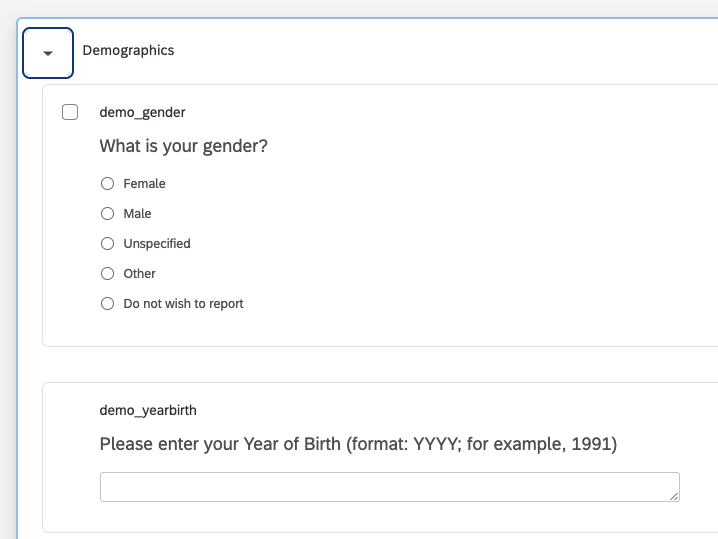 Demographics
demo_gender
What is your gender?
Female
Male
Unspecified
Other
Do not wish to report
demo_yearbirth
Please enter your Year of Birth (format: YYYY; for example, 1991)